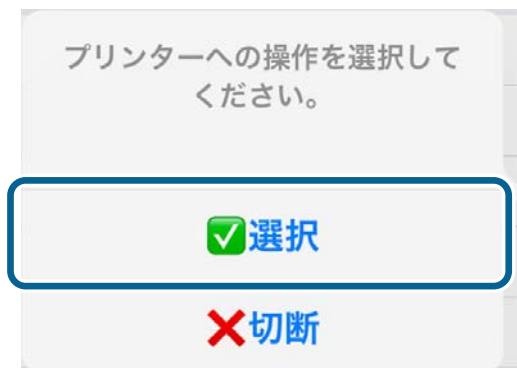 プリンターへの操作を選択して
ください。
✅選択
❌切断